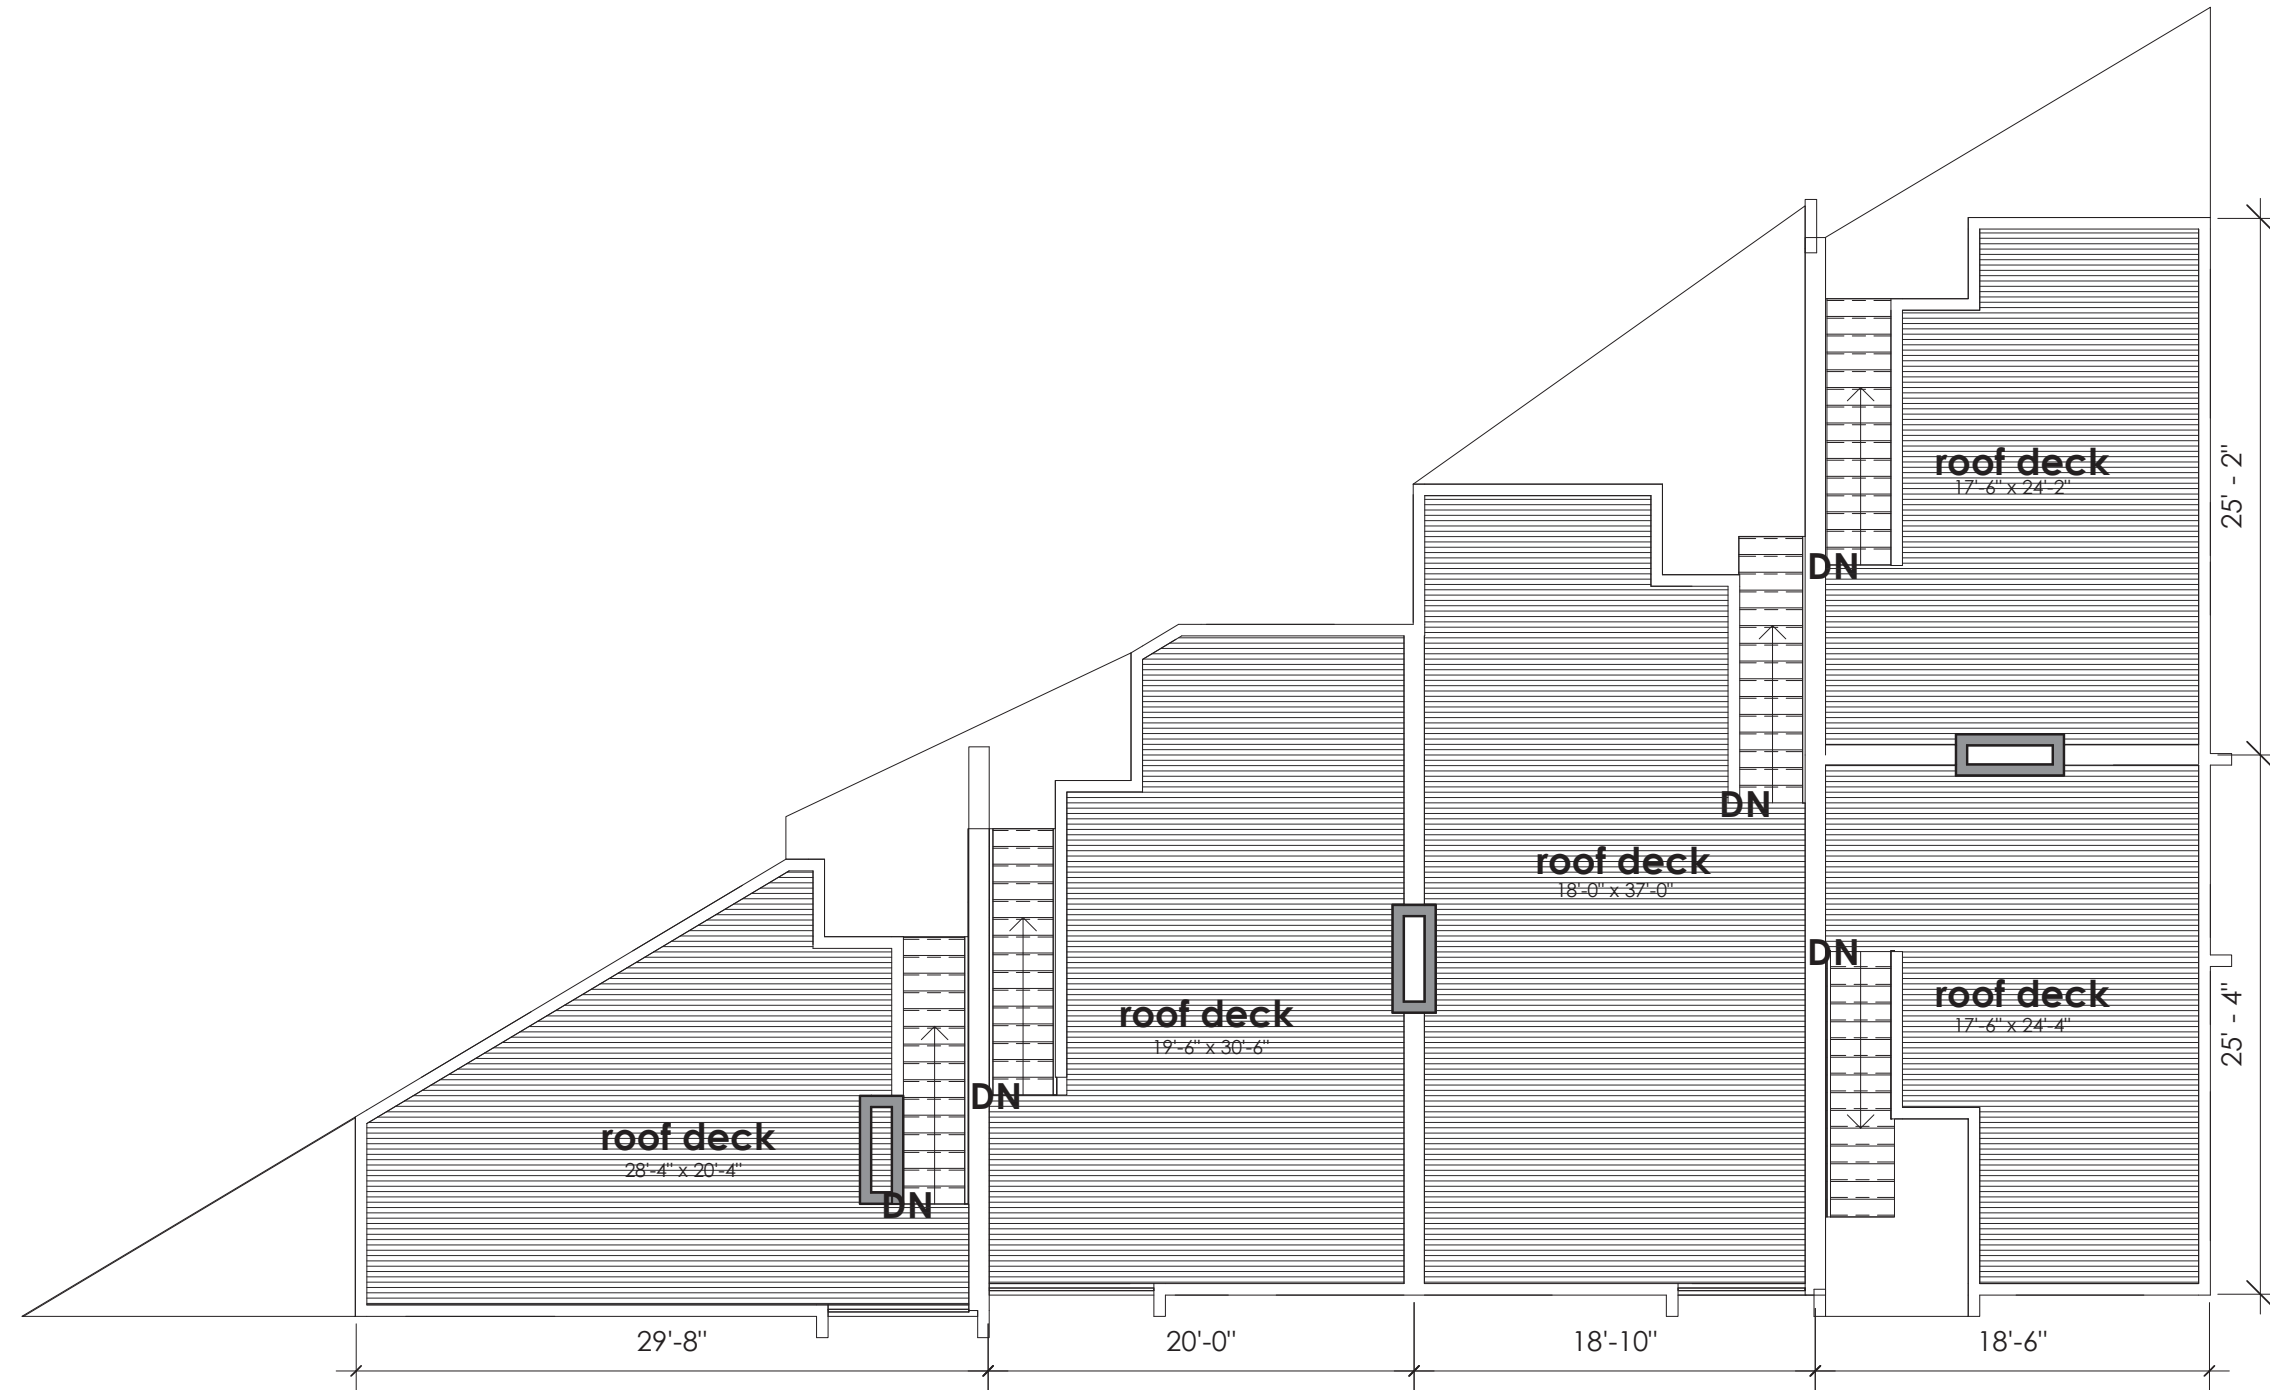 roof deck
17'-6" x 24'-2"
25' - 2"
DN
DN
roof deck
18'-0" x 37'-0"
DN
roof deck
17'-6" x 24'-4"
25' - 4"
roof deck
19'-6" x 30'-6"
DN
roof deck
28'-4" x 20'-4"
DN
29'-8"
20'-0"
18'-10"
18'-6"